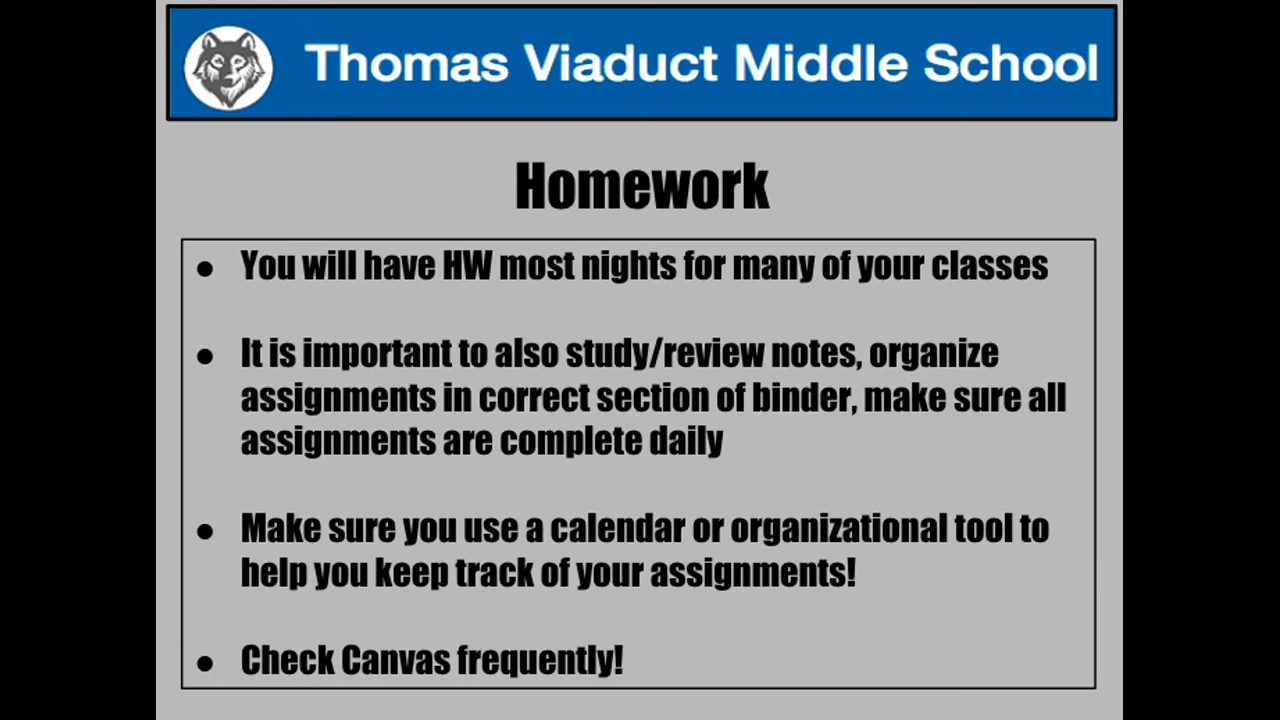 Thomas Viaduct Middle School
Homework
● You will have HW most nights for many of your classes
● It is important to also study/review notes, organize
assignments in correct section of binder, make sure all
assignments are complete daily
● Make sure you use a calendar or organizational tool to
help you keep track of your assignments!
● Check Canvas frequently!